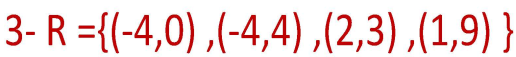 3- R ={(-4,0) ,(-4,4) ,(2,3) ,(1,9) }